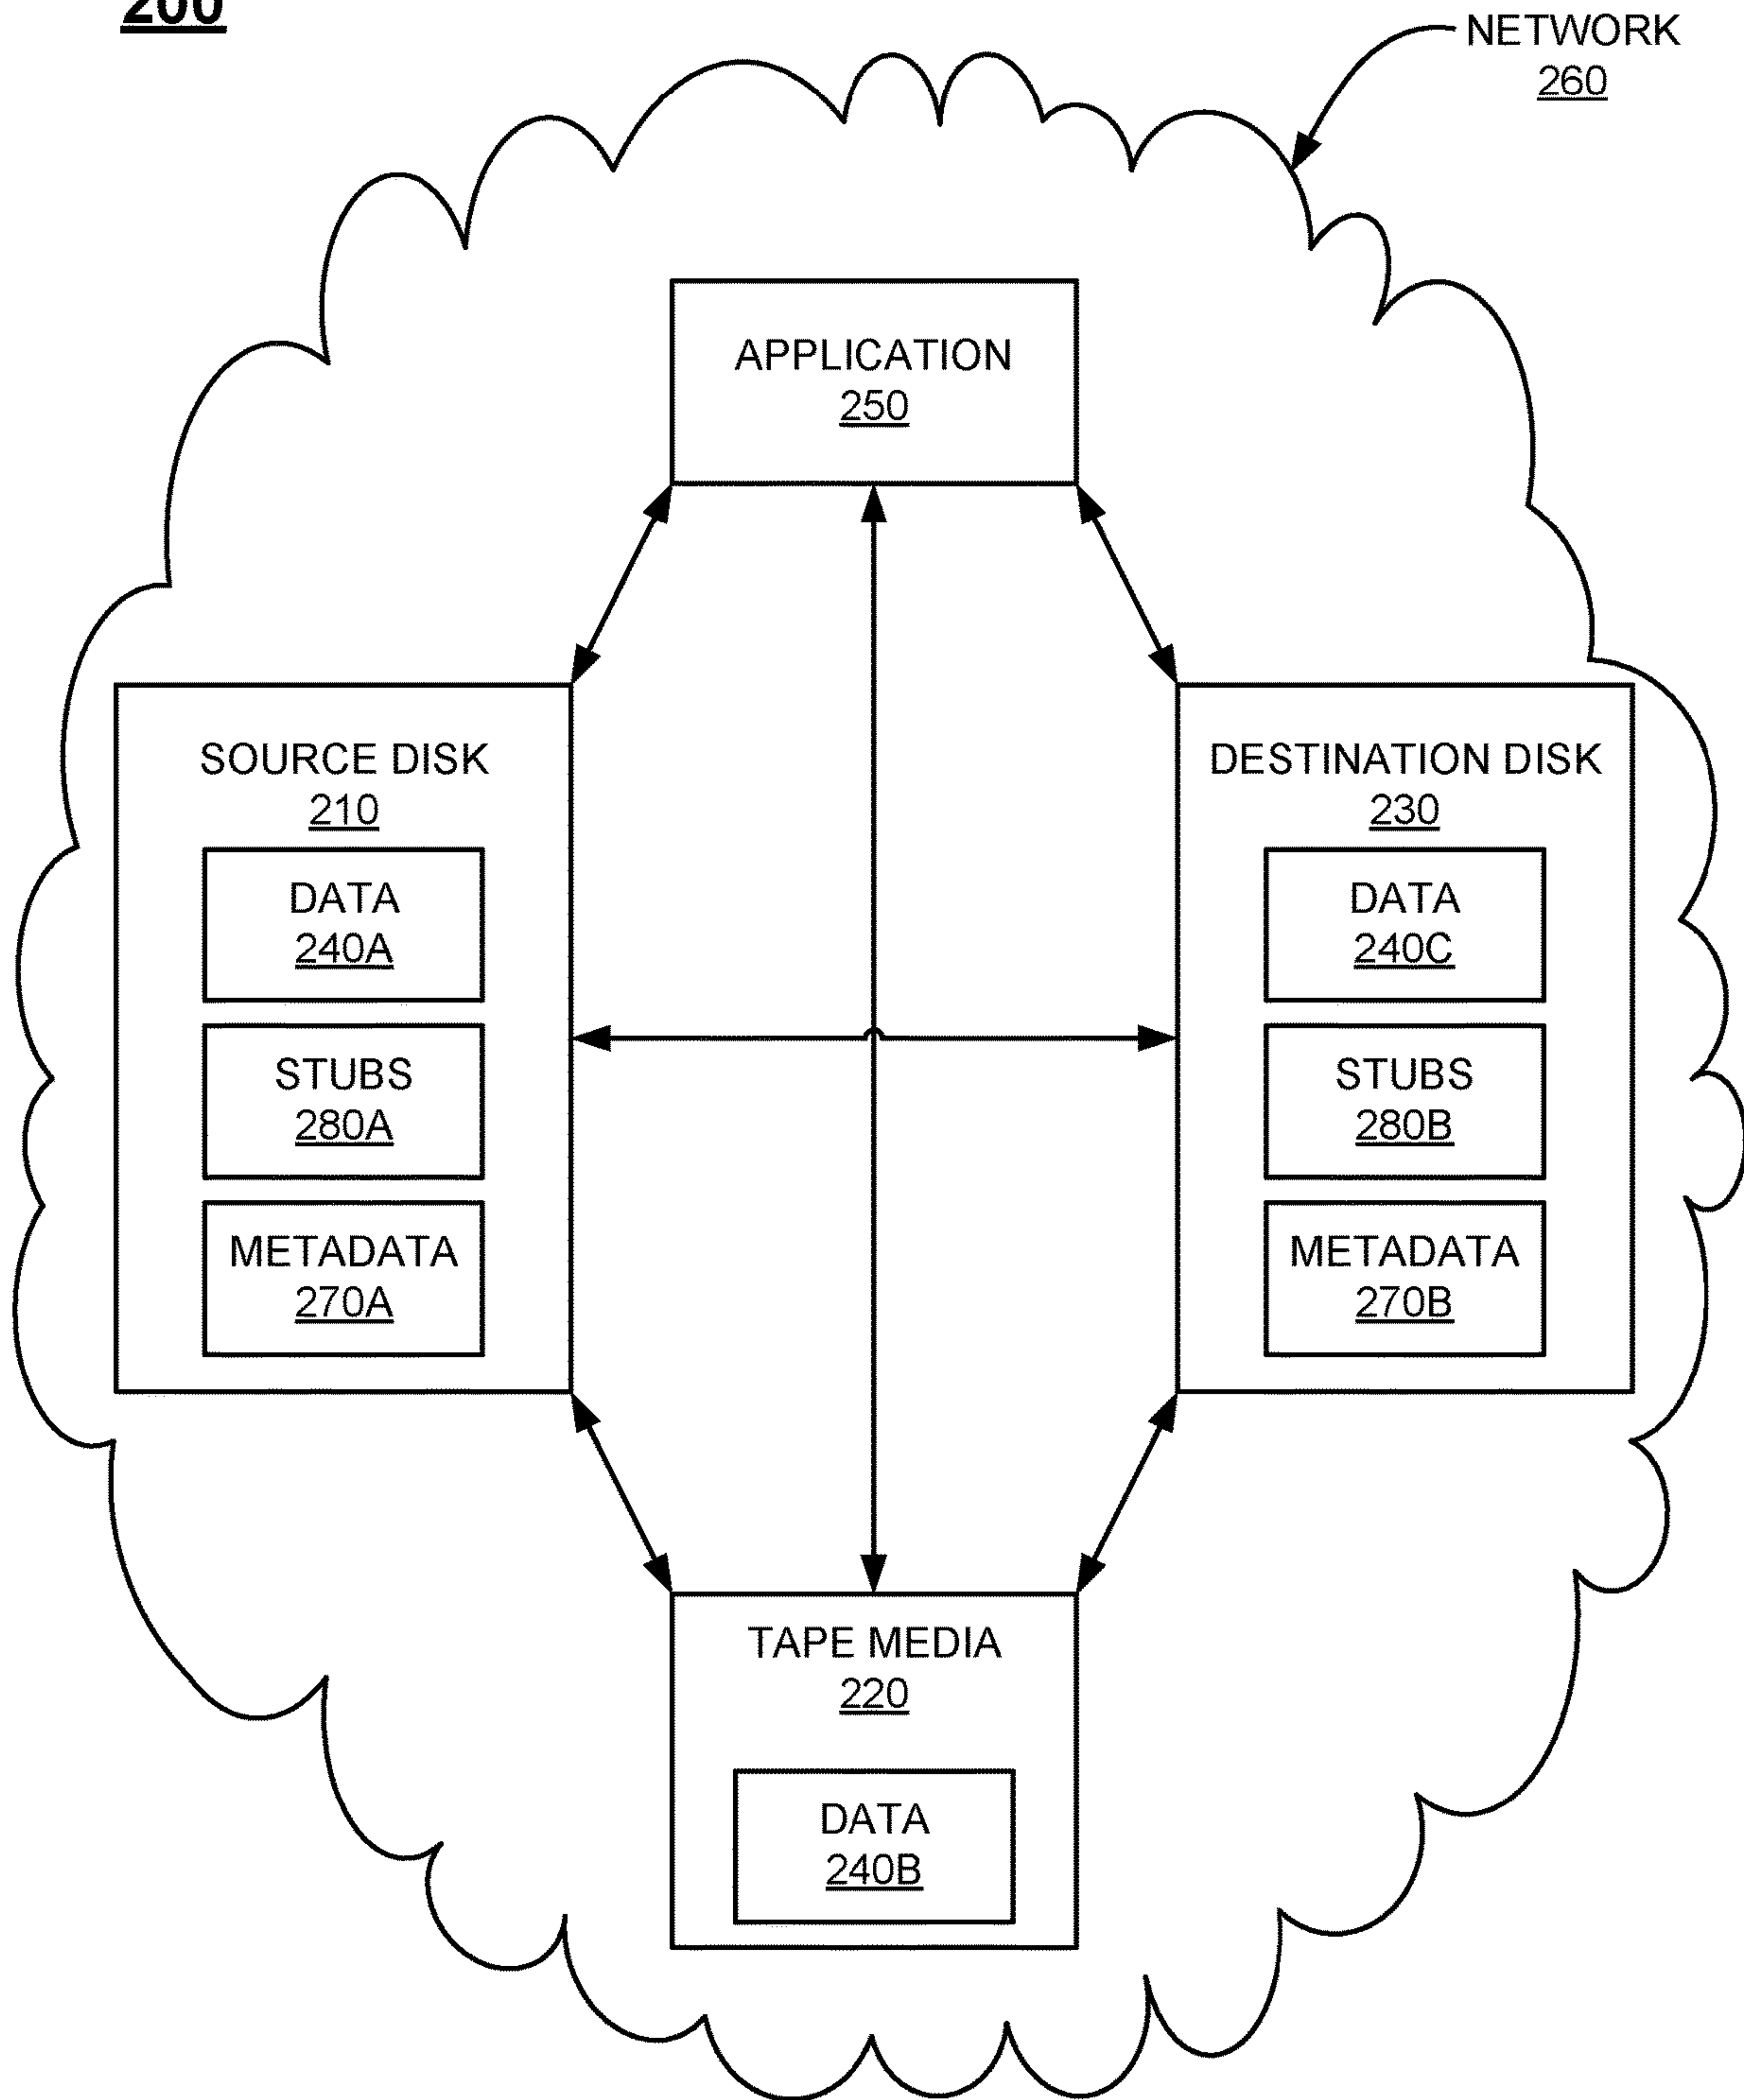 200
NETWORK
260
APPLICATION
250
SOURCE DISK
210
DATA
240A
STUBS
280A
METADATA
270A
DESTINATION DISK
230
DATA
240C
STUBS
280B
METADATA
270B
TAPE MEDIA
220
DATA
240B